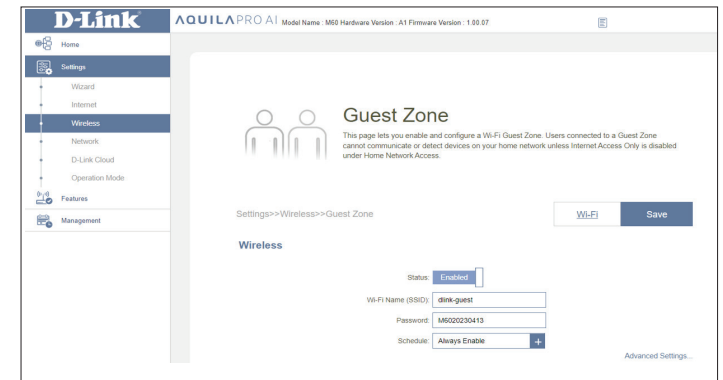 D-Link
AQUILA PRO AI Model Name : M60 Hardware Version : A1 Firmware Version : 1.00.07
Home
Settings
Wizard
Internet
Wireless
Network
D-Link Cloud
Operation Mode
Features
Management
Guest Zone
This page lets you enable and configure a Wi-Fi Guest Zone. Users connected to a Guest Zone
cannot communicate or detect devices on your home network unless Internet Access Only is disabled
under Home Network Access.
Settings>>Wireless>>Guest Zone
Wi-Fi
Save
Wireless
Status: Enabled
Wi-Fi Name (SSID): dlink-guest
Password: M6020230413
Schedule: Always Enable +
Advanced Settings...